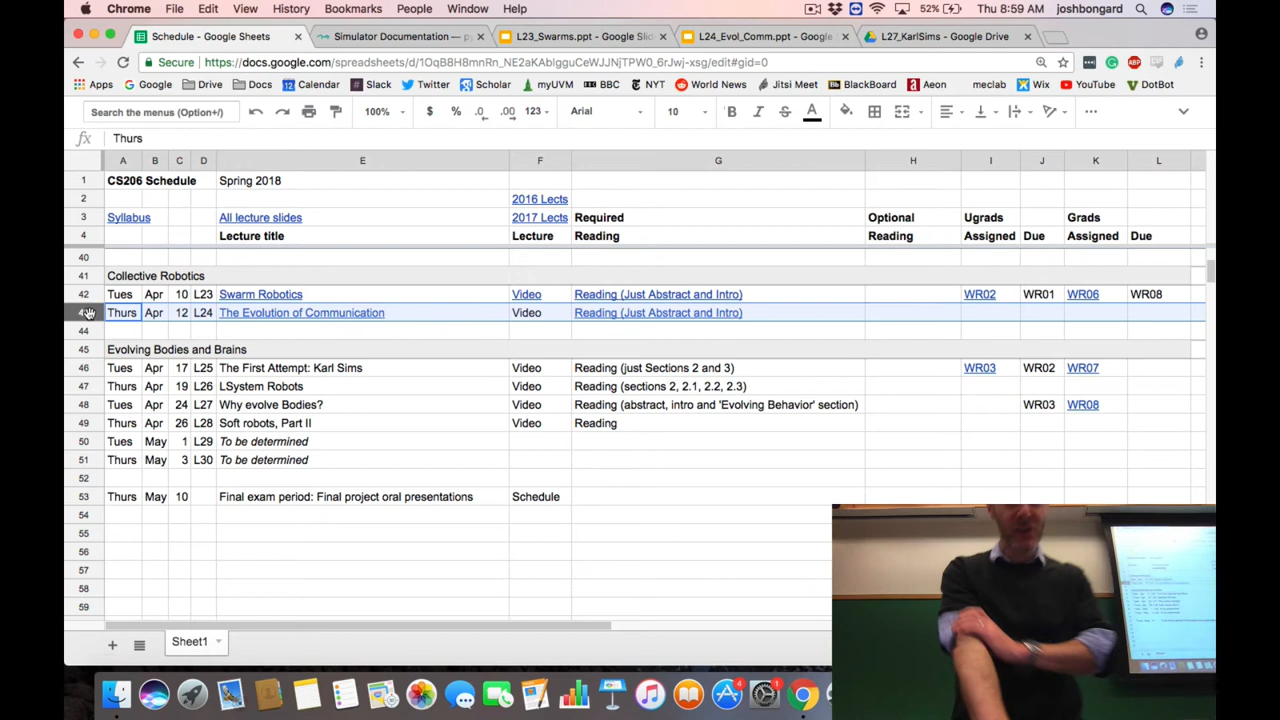 Chrome File Edit View History Bookmarks People Window Help 52% Thu 8:59 AM joshbongard
Schedule - Google Sheets × Simulator Documentation — py × L23_Swarms.ppt - Google Slid × L24_Evol_Comm.ppt - Google × L27_KarlSims - Google Drive ×
Secure https://docs.google.com/spreadsheets/d/1OqB8H8mnRn_NE2aKAblgguCeWJJNjTPW0_6rJwj-xsg/edit#gid=0
Apps Google Drive Docs Calendar Slack Twitter Scholar myUVM BBC NYT World News Jitsi Meet BlackBoard Aeon meclab Wix YouTube DotBot
Search the menus (Option+/) 100% $ % .0 .00 123 Arial 10 B I S A
fx Thurs
A B C D E F G H I J K L
1 CS206 Schedule Spring 2018
2 2016 Lects
3 Syllabus All lecture slides 2017 Lects Required Optional Ugrads Grads
4 Lecture title Lecture Reading Reading Assigned Due Assigned Due
40
41 Collective Robotics
42 Tues Apr 10 L23 Swarm Robotics Video Reading (Just Abstract and Intro) WR02 WR01 WR06 WR08
Thurs Apr 12 L24 The Evolution of Communication Video Reading (Just Abstract and Intro)
44
45 Evolving Bodies and Brains
46 Tues Apr 17 L25 The First Attempt: Karl Sims Video Reading (just Sections 2 and 3) WR03 WR02 WR07
47 Thurs Apr 19 L26 LSystem Robots Video Reading (sections 2, 2.1, 2.2, 2.3)
48 Tues Apr 24 L27 Why evolve Bodies? Video Reading (abstract, intro and 'Evolving Behavior' section) WR03 WR08
49 Thurs Apr 26 L28 Soft robots, Part II Video Reading
50 Tues May 1 L29 To be determined
51 Thurs May 3 L30 To be determined
52
53 Thurs May 10 Final exam period: Final project oral presentations Schedule
54
55
56
57
58
59
Sheet1
4 1